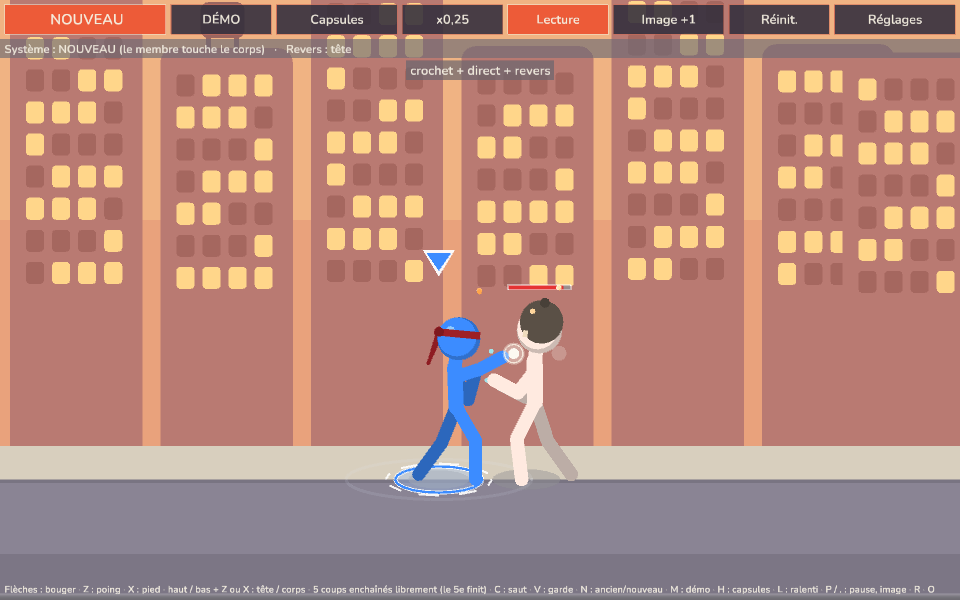 NOUVEAU DÉMO Capsules x0,25 Lecture Image +1 Réinit. Réglages
Système : NOUVEAU (le membre touche le corps) · Revers : tête
crochet + direct + revers
Flèches : bouger · Z : poing · X : pied · haut / bas + Z ou X : tête / corps · 5 coups enchaînés librement (le 5e finit) · C : saut · V : garde · N : ancien/nouveau · M : démo · H : capsules · L : ralenti · P / . : pause, image · R · O